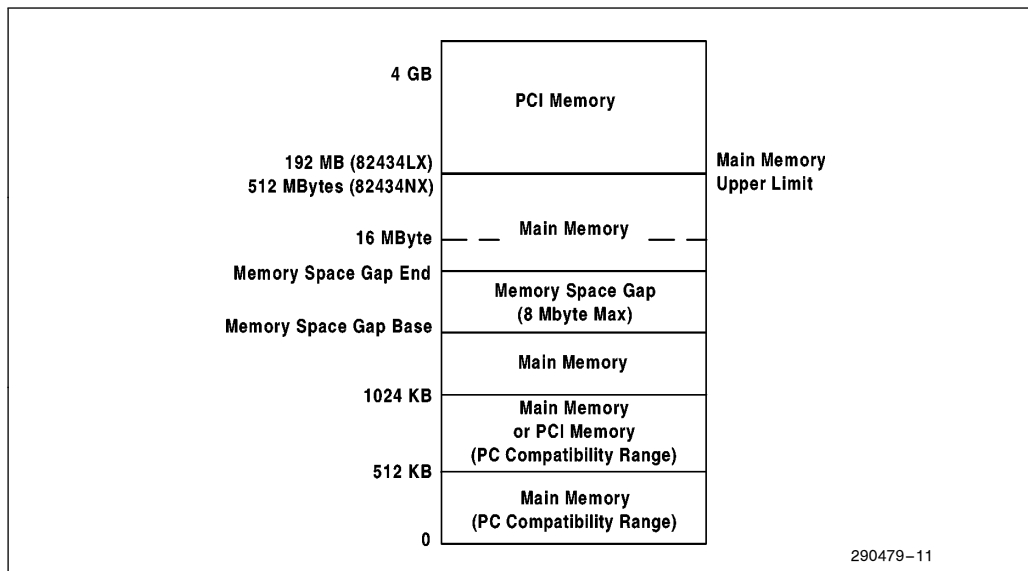 4 GB
PCI Memory
192 MB (82434LX)
512 MBytes (82434NX)
Main Memory
Upper Limit
16 MByte
Main Memory
Memory Space Gap End
Memory Space Gap
(8 Mbyte Max)
Memory Space Gap Base
Main Memory
1024 KB
Main Memory
or PCI Memory
(PC Compatibility Range)
512 KB
Main Memory
(PC Compatibility Range)
0
290479–11